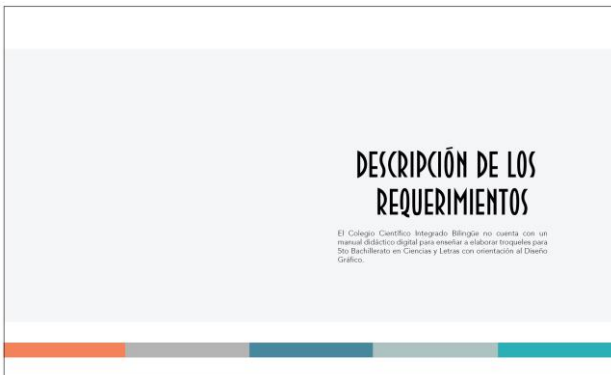 DESCRIPCIÓN DE LOS
REQUERIMIENTOS
El Colegio Científico Integrado Bilingüe no cuenta con un
manual didáctico digital para enseñar a elaborar troqueles para
5to Bachillerato en Ciencias y Letras con orientación al Diseño
Gráfico.